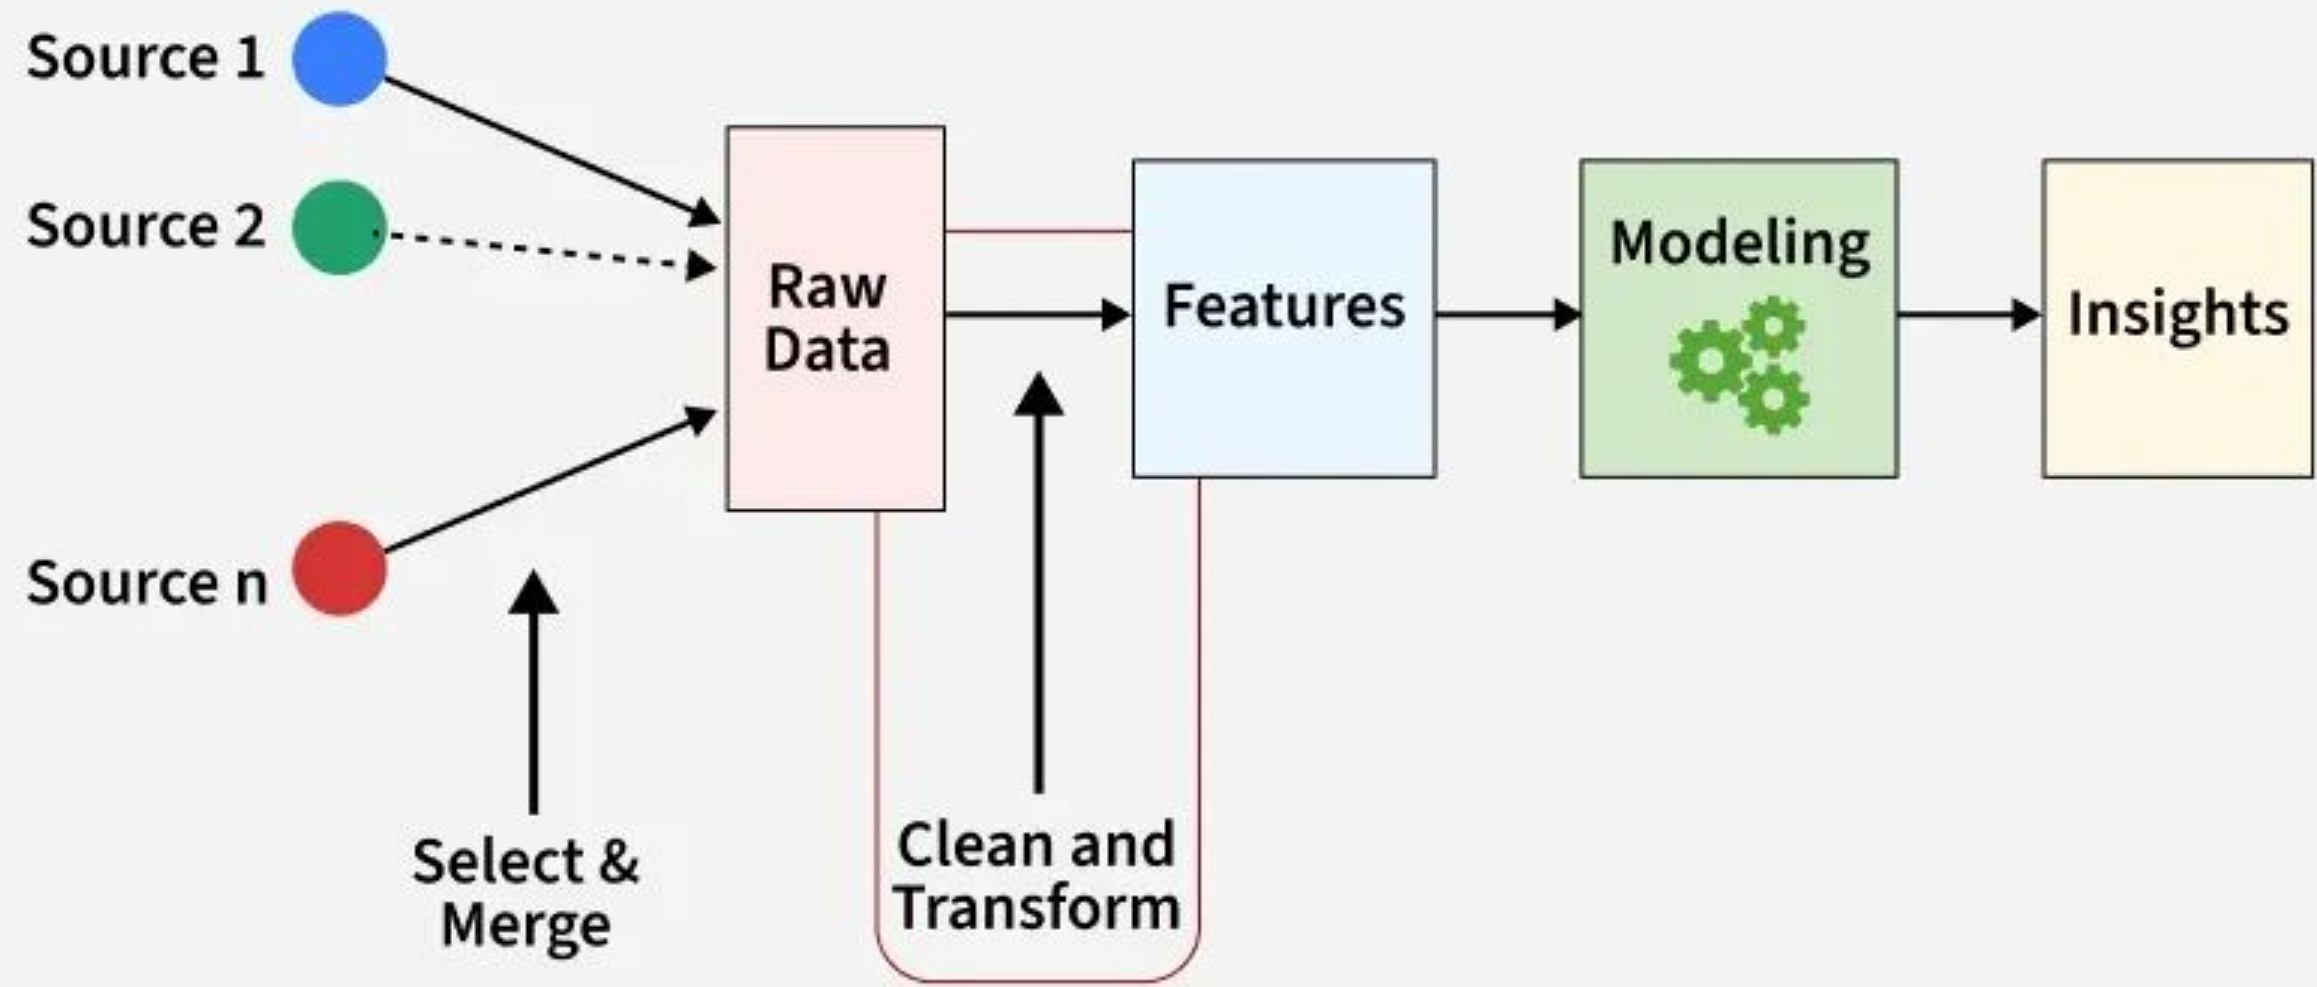 Source 1
Source 2
Source n
Select &
Merge
Raw
Data
Clean and
Transform
Features
Modeling
Insights